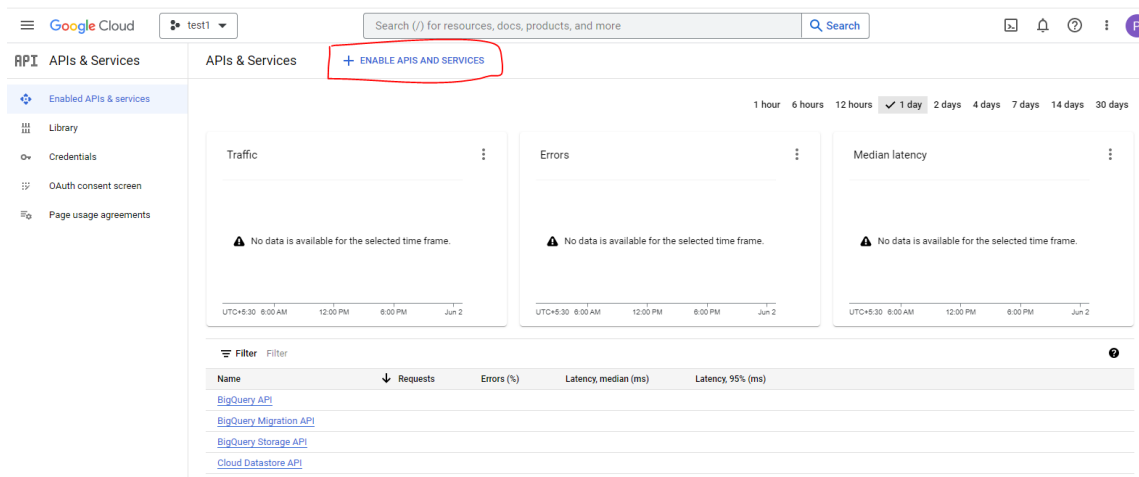 Google Cloud test1 Search (/) for resources, docs, products, and more Search
API APIs & Services
APIs & Services + ENABLE APIS AND SERVICES
Enabled APIs & services
Library
Credentials
OAuth consent screen
Page usage agreements
1 hour 6 hours 12 hours 1 day 2 days 4 days 7 days 14 days 30 days
Traffic
No data is available for the selected time frame.
UTC+5:30 6:00 AM 12:00 PM 6:00 PM Jun 2
Errors
No data is available for the selected time frame.
UTC+5:30 6:00 AM 12:00 PM 6:00 PM Jun 2
Median latency
No data is available for the selected time frame.
UTC+5:30 6:00 AM 12:00 PM 6:00 PM Jun 2
Filter Filter
Name Requests Errors (%) Latency, median (ms) Latency, 95% (ms)
BigQuery API
BigQuery Migration API
BigQuery Storage API
Cloud Datastore API